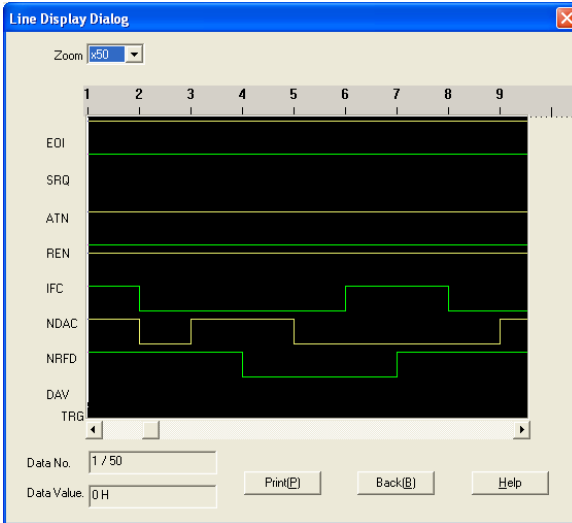 Line Display Dialog
Zoom x50
1 2 3 4 5 6 7 8 9
EOI
SRQ
ATN
REN
IFC
NDAC
NRFD
DAV
TRG
Data No. 1 / 50
Data Value. 0 H
Print(P) Back(B) Help